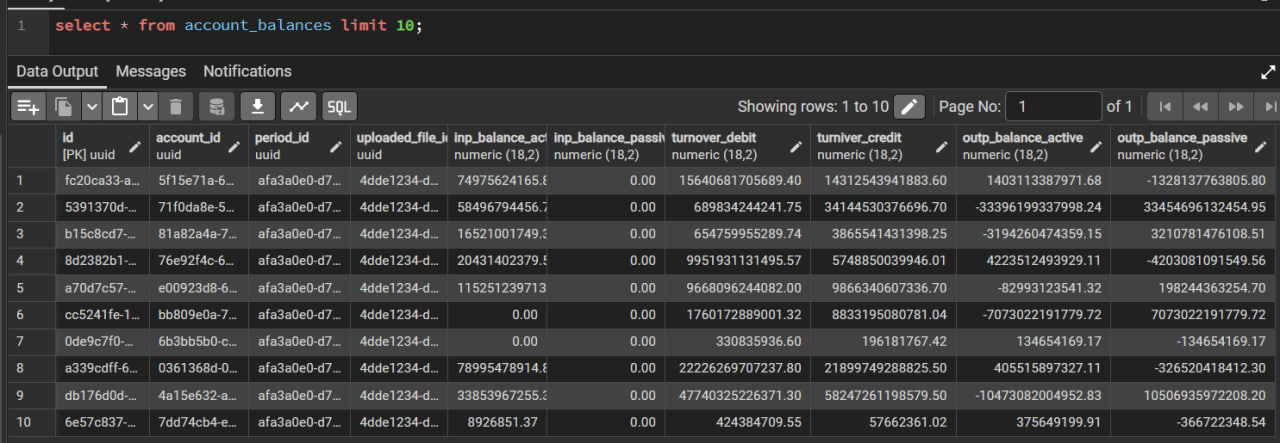 1 select * from account_balances limit 10;
Data Output Messages Notifications
SQL Showing rows: 1 to 10 Page No: 1 of 1
id account_id period_id uploaded_file_i inp_balance_ac inp_balance_passiv turnover_debit turniver_credit outp_balance_active outp_balance_passive
[PK] uuid uuid uuid uuid numeric (18,2) numeric (18,2) numeric (18,2) numeric (18,2) numeric (18,2) numeric (18,2)
1 fc20ca33-a... 5f15e71a-6... afa3a0e0-d7... 4dde1234-d... 74975624165.8 0.00 15640681705689.40 14312543941883.60 1403113387971.68 -1328137763805.80
2 5391370d-... 71f0da8e-5... afa3a0e0-d7... 4dde1234-d... 58496794456.7 0.00 689834244241.75 34144530376696.70 -33396199337998.24 33454696132454.95
3 b15c8cd7-... 81a82a4a-7... afa3a0e0-d7... 4dde1234-d... 16521001749.3 0.00 654759955289.74 3865541431398.25 -3194260474359.15 3210781476108.51
4 8d2382b1-... 76e92f4c-6... afa3a0e0-d7... 4dde1234-d... 20431402379.5 0.00 9951931131495.57 5748850039946.01 4223512493929.11 -4203081091549.56
5 a70d7c57-... e00923d8-6... afa3a0e0-d7... 4dde1234-d... 115251239713 0.00 9668096244082.00 9866340607336.70 -82993123541.32 198244363254.70
6 cc5241fe-1... bb809e0a-7... afa3a0e0-d7... 4dde1234-d... 0.00 0.00 1760172889001.32 8833195080781.04 -7073022191779.72 7073022191779.72
7 0de9c7f0-... 6b3bb5b0-c... afa3a0e0-d7... 4dde1234-d... 0.00 0.00 330835936.60 196181767.42 134654169.17 -134654169.17
8 a339cdff-6... 0361368d-0... afa3a0e0-d7... 4dde1234-d... 78995478914.8 0.00 22226269707237.80 21899749288825.50 405515897327.11 -326520418412.30
9 db176d0d-... 4a15e632-a... afa3a0e0-d7... 4dde1234-d... 33853967255.3 0.00 47740325226371.30 58247261198579.50 -10473082004952.83 10506935972208.20
10 6e57c837-... 7dd74cb4-e... afa3a0e0-d7... 4dde1234-d... 8926851.37 0.00 424384709.55 57662361.02 375649199.91 -366722348.54